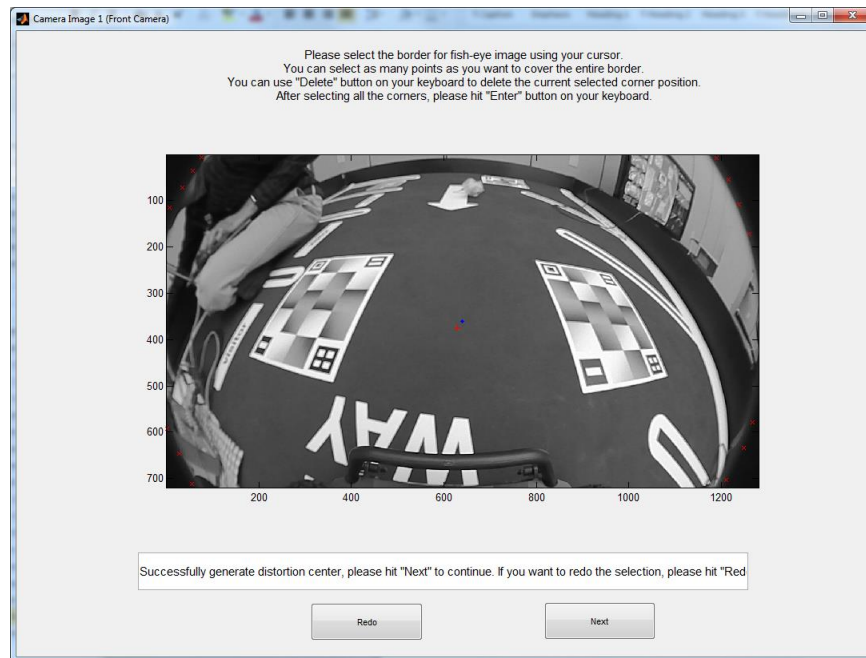 Camera Image 1 (Front Camera)
Please select the border for fish-eye image using your cursor.
You can select as many points as you want to cover the entire border.
You can use "Delete" button on your keyboard to delete the current selected corner position.
After selecting all the corners, please hit "Enter" button on your keyboard.
100
200
300
400
500
600
700
visitor
WAY
200
400
600
800
1000
1200
Successfully generate distortion center, please hit "Next" to continue. If you want to redo the selection, please hit "Red
Redo
Next